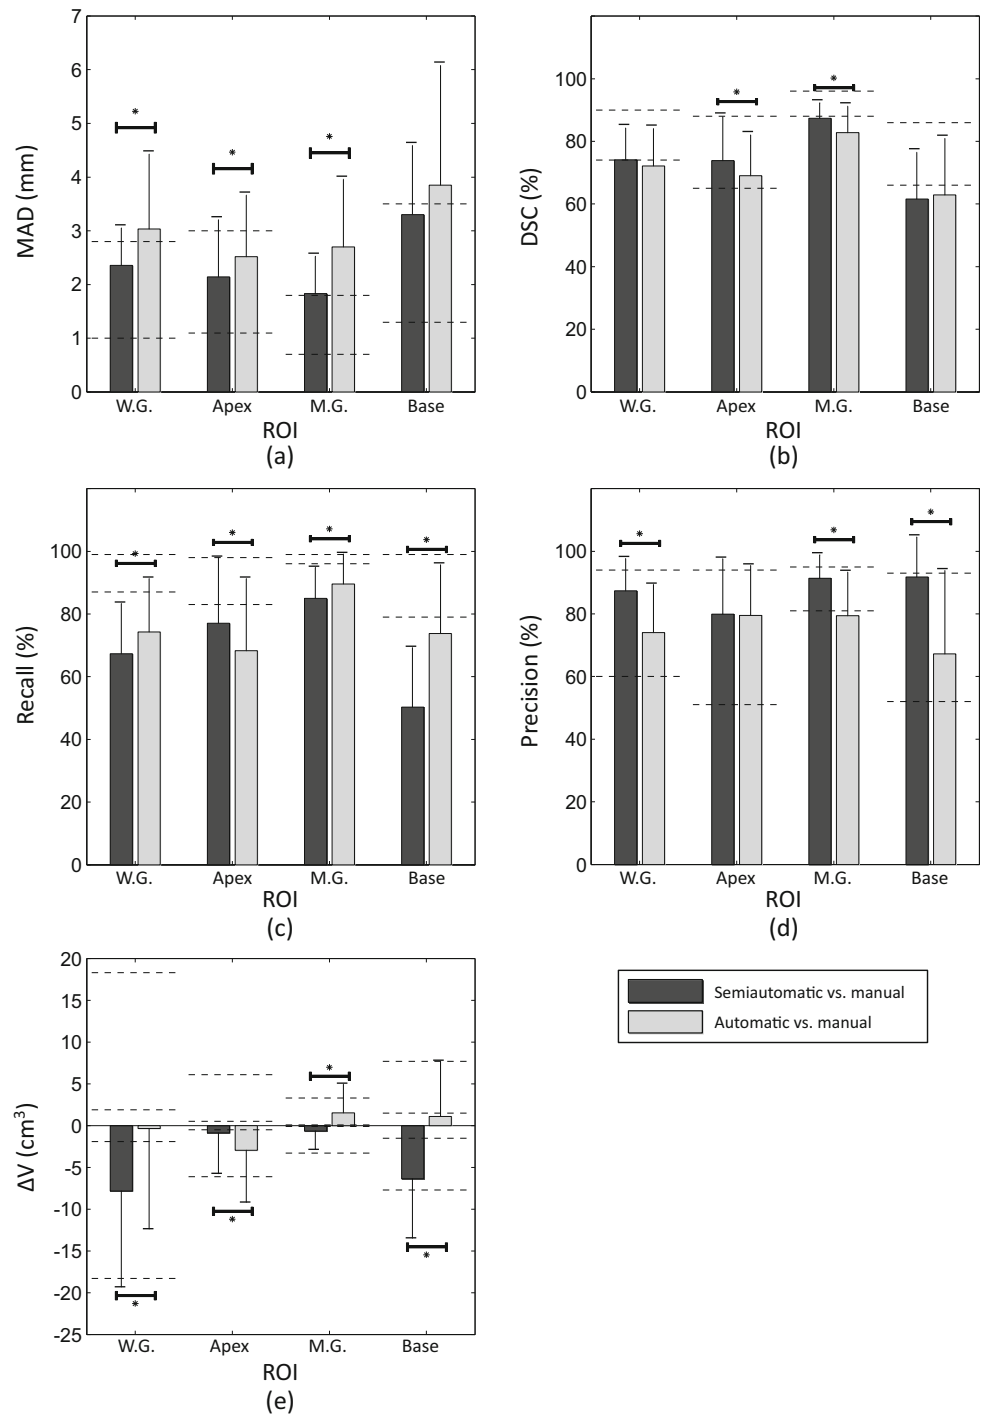 7
6
5
4
3
2
1
0
MAD (mm)
*
*
*
W.G. Apex M.G. Base
ROI
(a)
100
80
60
40
20
0
DSC (%)
*
*
W.G. Apex M.G. Base
ROI
(b)
100
80
60
40
20
0
Recall (%)
*
*
*
*
W.G. Apex M.G. Base
ROI
(c)
100
80
60
40
20
0
Precision (%)
*
*
*
W.G. Apex M.G. Base
ROI
(d)
20
15
10
5
0
-5
-10
-15
-20
-25
ΔV (cm³)
*
*
*
*
W.G. Apex M.G. Base
ROI
(e)
Semiautomatic vs. manual
Automatic vs. manual